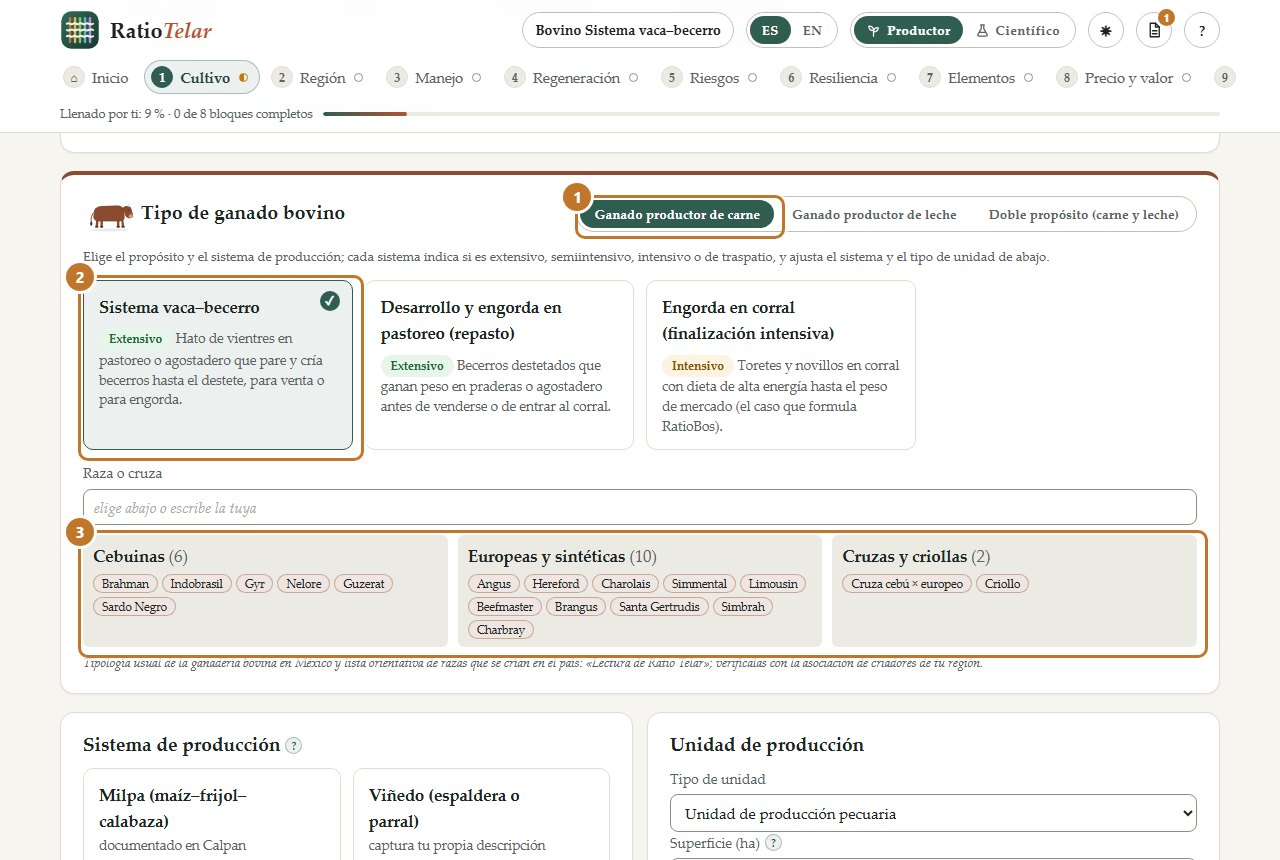 RatioTelar
Bovino Sistema vaca–becerro
ES EN
Productor Científico
1
?
Inicio
1 Cultivo
2 Región
3 Manejo
4 Regeneración
5 Riesgos
6 Resiliencia
7 Elementos
8 Precio y valor
9
Llenado por ti: 9 % · 0 de 8 bloques completos
Tipo de ganado bovino
1
Ganado productor de carne Ganado productor de leche Doble propósito (carne y leche)
Elige el propósito y el sistema de producción; cada sistema indica si es extensivo, semiintensivo, intensivo o de traspatio, y ajusta el sistema y el tipo de unidad de abajo.
2
Sistema vaca–becerro
Extensivo Hato de vientres en
pastoreo o agostadero que pare y cría
becerros hasta el destete, para venta o
para engorda.
Desarrollo y engorda en
pastoreo (repasto)
Extensivo Becerros destetados que
ganan peso en praderas o agostadero
antes de venderse o de entrar al corral.
Engorda en corral
(finalización intensiva)
Intensivo Toretes y novillos en corral
con dieta de alta energía hasta el peso
de mercado (el caso que formula
RatioBos).
Raza o cruza
elige abajo o escribe la tuya
3
Cebuinas (6)
Brahman Indobrasil Gyr Nelore Guzerat
Sardo Negro
Europeas y sintéticas (10)
Angus Hereford Charolais Simmental Limousin
Beefmaster Brangus Santa Gertrudis Simbrah
Charbray
Cruzas y criollas (2)
Cruza cebú × europeo Criollo
Tipología usual de la ganadería bovina en México y lista orientativa de razas que se crían en el país: «Lectura de Ratio Telar»; verifícalas con la asociación de criadores de tu región.
Sistema de producción ?
Milpa (maíz–frijol–
calabaza)
documentado en Calpan
Viñedo (espaldera o
parral)
captura tu propia descripción
Unidad de producción
Tipo de unidad
Unidad de producción pecuaria
Superficie (ha) ?